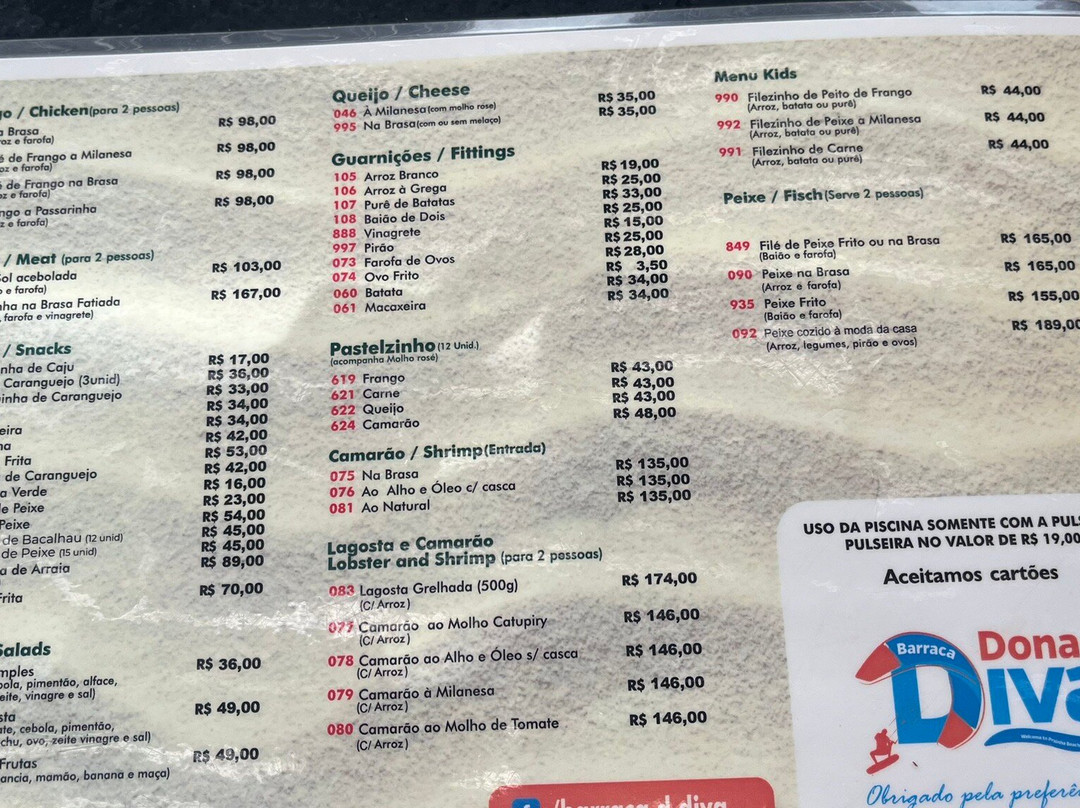 / Chicken(para 2 pessoas)
Brasa R$ 98,00
e farofa)
de Frango a Milanesa R$ 98,00
e farofa)
de Frango na Brasa R$ 98,00
e farofa)
a Passarinha R$ 98,00
e farofa)
/ Meat (para 2 pessoas)
acebolada R$ 103,00
e farofa)
na Brasa Fatiada R$ 167,00
farofa e vinagrete)
/ Snacks
de Caju R$ 17,00
Caranguejo (3unid) R$ 36,00
de Caranguejo R$ 33,00
R$ 34,00
R$ 34,00
R$ 42,00
Frita R$ 53,00
de Caranguejo R$ 42,00
Verde R$ 16,00
Peixe R$ 23,00
Peixe R$ 54,00
de Bacalhau (12 unid) R$ 45,00
de Peixe (15 unid) R$ 45,00
de Arraia R$ 89,00
Frita R$ 70,00
Salads
R$ 36,00
pimentão, alface,
vinagre e sal)
R$ 49,00
cebola, pimentão,
ovo, zeite vinagre e sal)
Frutas R$ 49,00
mamão, banana e maça)
Queijo / Cheese
046 À Milanesa(com molho rose) R$ 35,00
995 Na Brasa(com ou sem melaço) R$ 35,00
Guarnições / Fittings
105 Arroz Branco R$ 19,00
106 Arroz à Grega R$ 25,00
107 Purê de Batatas R$ 33,00
108 Baião de Dois R$ 25,00
888 Vinagrete R$ 15,00
997 Pirão R$ 25,00
073 Farofa de Ovos R$ 28,00
074 Ovo Frito R$ 3,50
060 Batata R$ 34,00
061 Macaxeira R$ 34,00
Pastelzinho (12 Unid.)
(acompanha Molho rosé)
619 Frango R$ 43,00
621 Carne R$ 43,00
622 Queijo R$ 43,00
624 Camarão R$ 48,00
Camarão / Shrimp(Entrada)
075 Na Brasa R$ 135,00
076 Ao Alho e Óleo c/ casca R$ 135,00
081 Ao Natural R$ 135,00
Lagosta e Camarão
Lobster and Shrimp (para 2 pessoas)
083 Lagosta Grelhada (500g) R$ 174,00
(C/ Arroz)
077 Camarão ao Molho Catupiry R$ 146,00
(C/ Arroz)
078 Camarão ao Alho e Óleo s/ casca R$ 146,00
(C/ Arroz)
079 Camarão à Milanesa R$ 146,00
(C/ Arroz)
080 Camarão ao Molho de Tomate R$ 146,00
(C/ Arroz)
Menu Kids
990 Filezinho de Peito de Frango R$ 44,00
(Arroz, batata ou purê)
992 Filezinho de Peixe a Milanesa R$ 44,00
(Arroz, batata ou purê)
991 Filezinho de Carne R$ 44,00
(Arroz, batata ou purê)
Peixe / Fisch(Serve 2 pessoas)
849 Filé de Peixe Frito ou na Brasa R$ 165,00
(Baião e farofa)
090 Peixe na Brasa R$ 165,00
(Arroz e farofa)
935 Peixe Frito R$ 155,00
(Baião e farofa)
092 Peixe cozido à moda da casa R$ 189,00
(Arroz, legumes, pirão e ovos)
USO DA PISCINA SOMENTE COM A
PULSEIRA NO VALOR DE R$ 19,00
Aceitamos cartões
Barraca
Dona
Diva
Obrigado pela